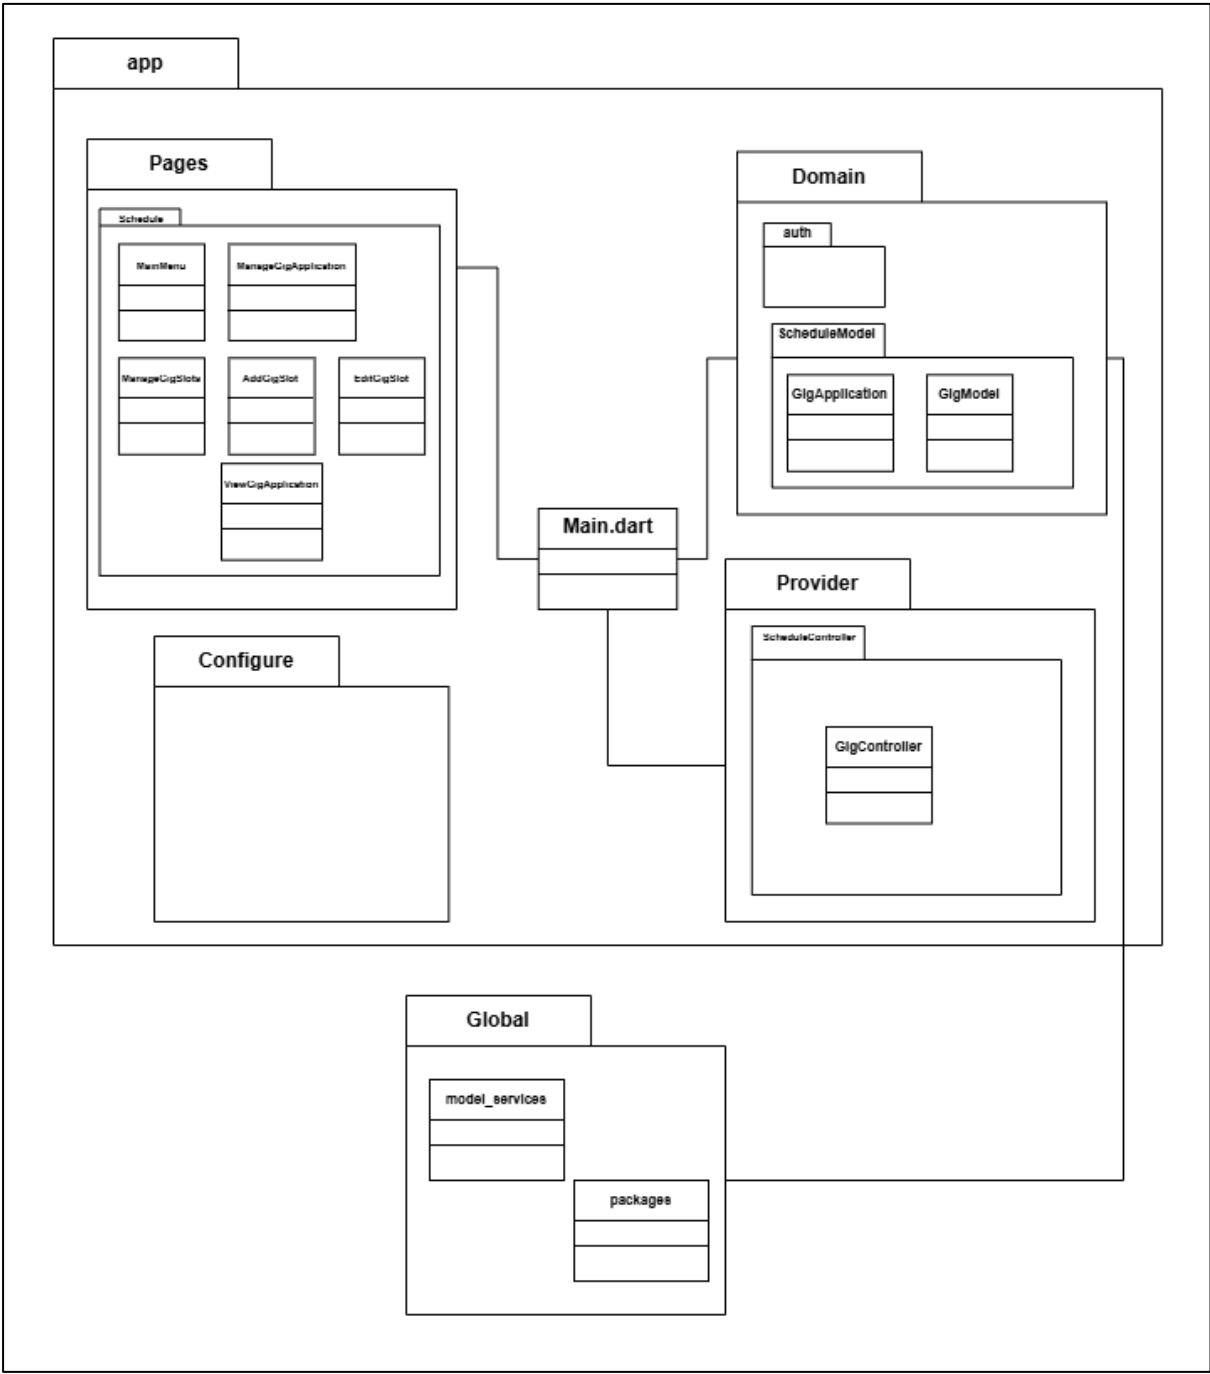 app
Pages
Schedule
MainMenu
ManageGigApplication
ManageGigSlots
AddGigSlot
EditGigSlot
ViewGigApplication
Domain
auth
ScheduleModel
GigApplication
GigModel
Main.dart
Provider
ScheduleController
GigController
Configure
Global
model_services
packages